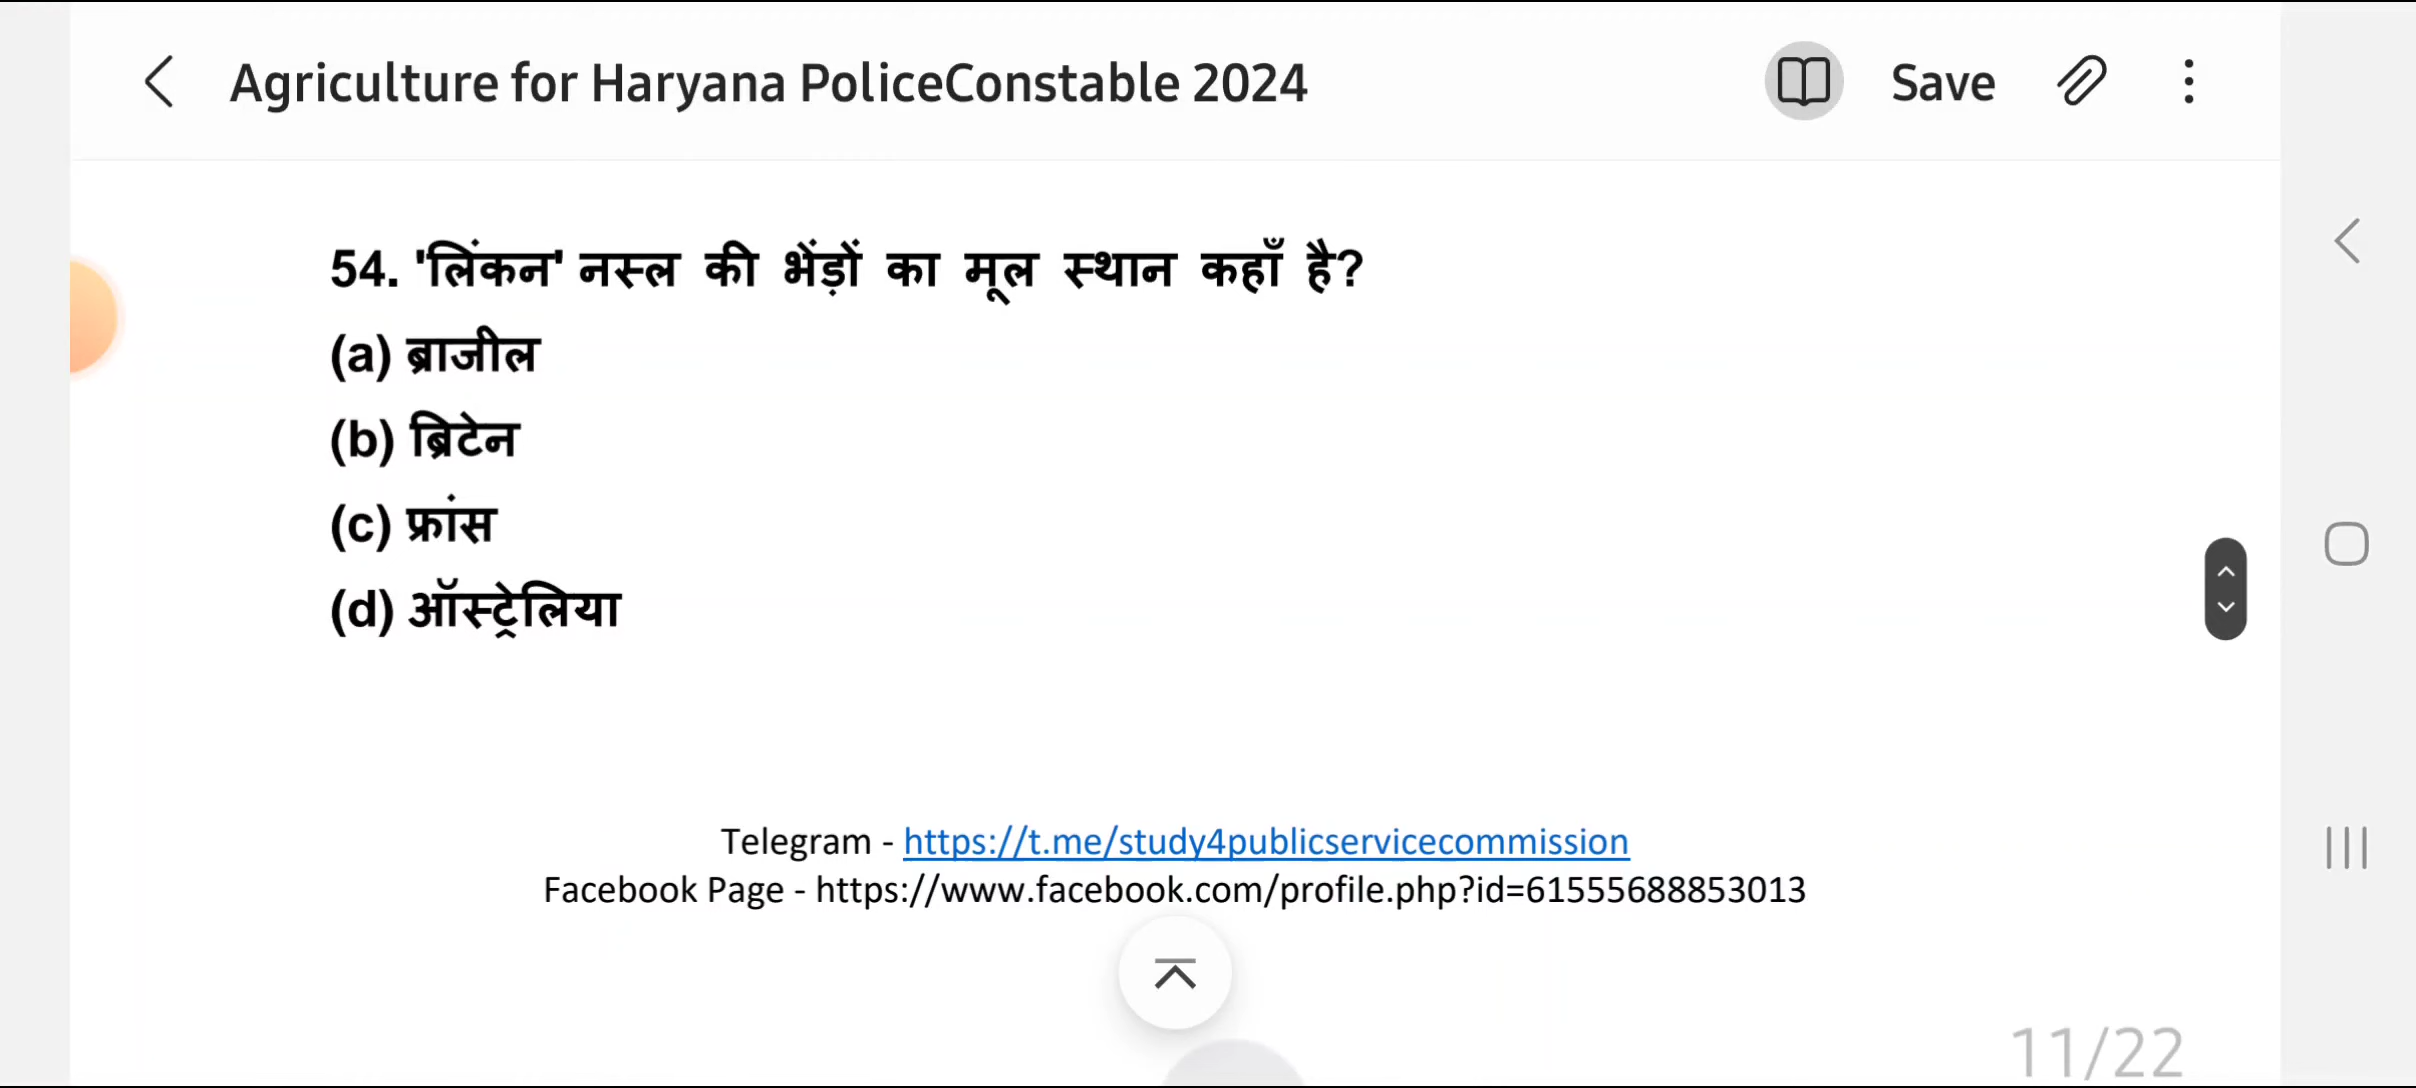 Agriculture for Haryana PoliceConstable 2024
Save
54. 'लिंकन' नस्ल की भेंड़ों का मूल स्थान कहाँ है?
(a) ब्राजील
(b) ब्रिटेन
(c) फ्रांस
(d) ऑस्ट्रेलिया
Telegram - https://t.me/study4publicservicecommission
Facebook Page - https://www.facebook.com/profile.php?id=61555688853013
11/22